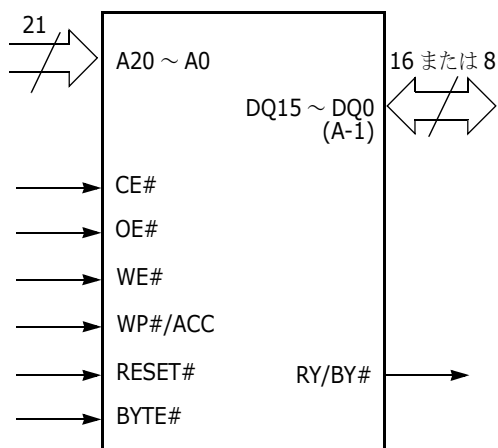 21
A20 ～ A0
16 または 8
DQ15 ～ DQ0
(A-1)
CE#
OE#
WE#
WP#/ACC
RESET#
RY/BY#
BYTE#